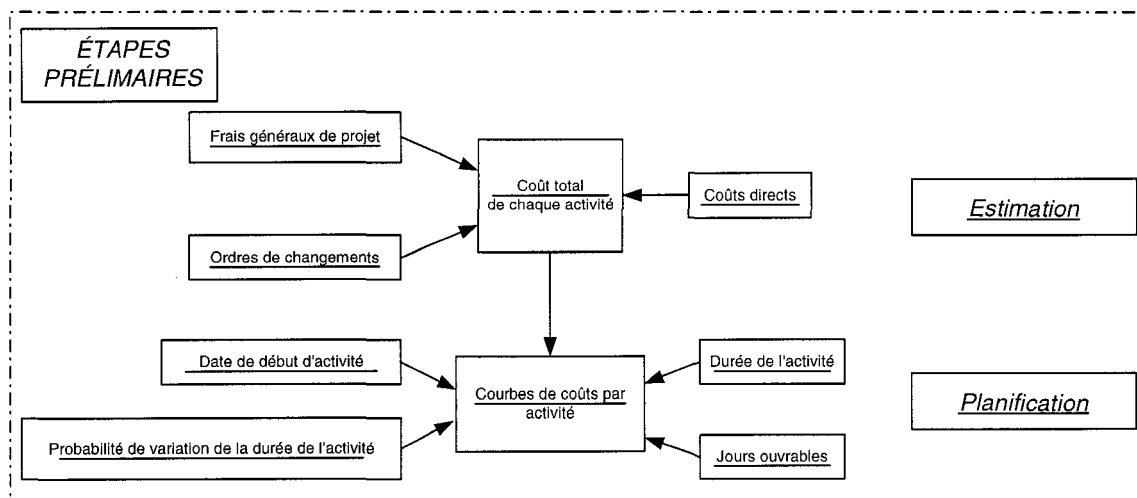 ÉTAPES
PRÉLIMAIRES
Frais généraux de projet
Coût total
de chaque activité
Coûts directs
Estimation
Ordres de changements
Date de début d'activité
Durée de l'activité
Courbes de coûts par
activité
Planification
Probabilité de variation de la durée de l'activité
Jours ouvrables